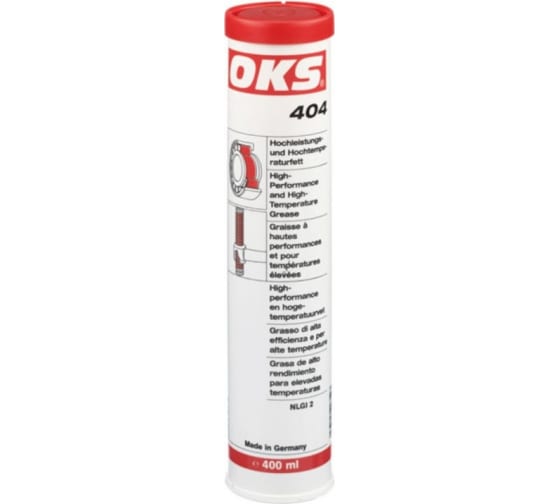 OKS®
404
Hochleistungs-
und Hochtempe-
raturfett
High-
Performance
and High-
Temperature
Grease
Graisse à
hautes
performances
et pour
températures
élevées
High-
performance
en hoge-
temperatuurvet
Grasso di alta
efficienza e per
alte temperature
Grasa de alto
rendimiento
para elevadas
temperaturas
NLGI 2
Made in Germany
℮ 400 ml